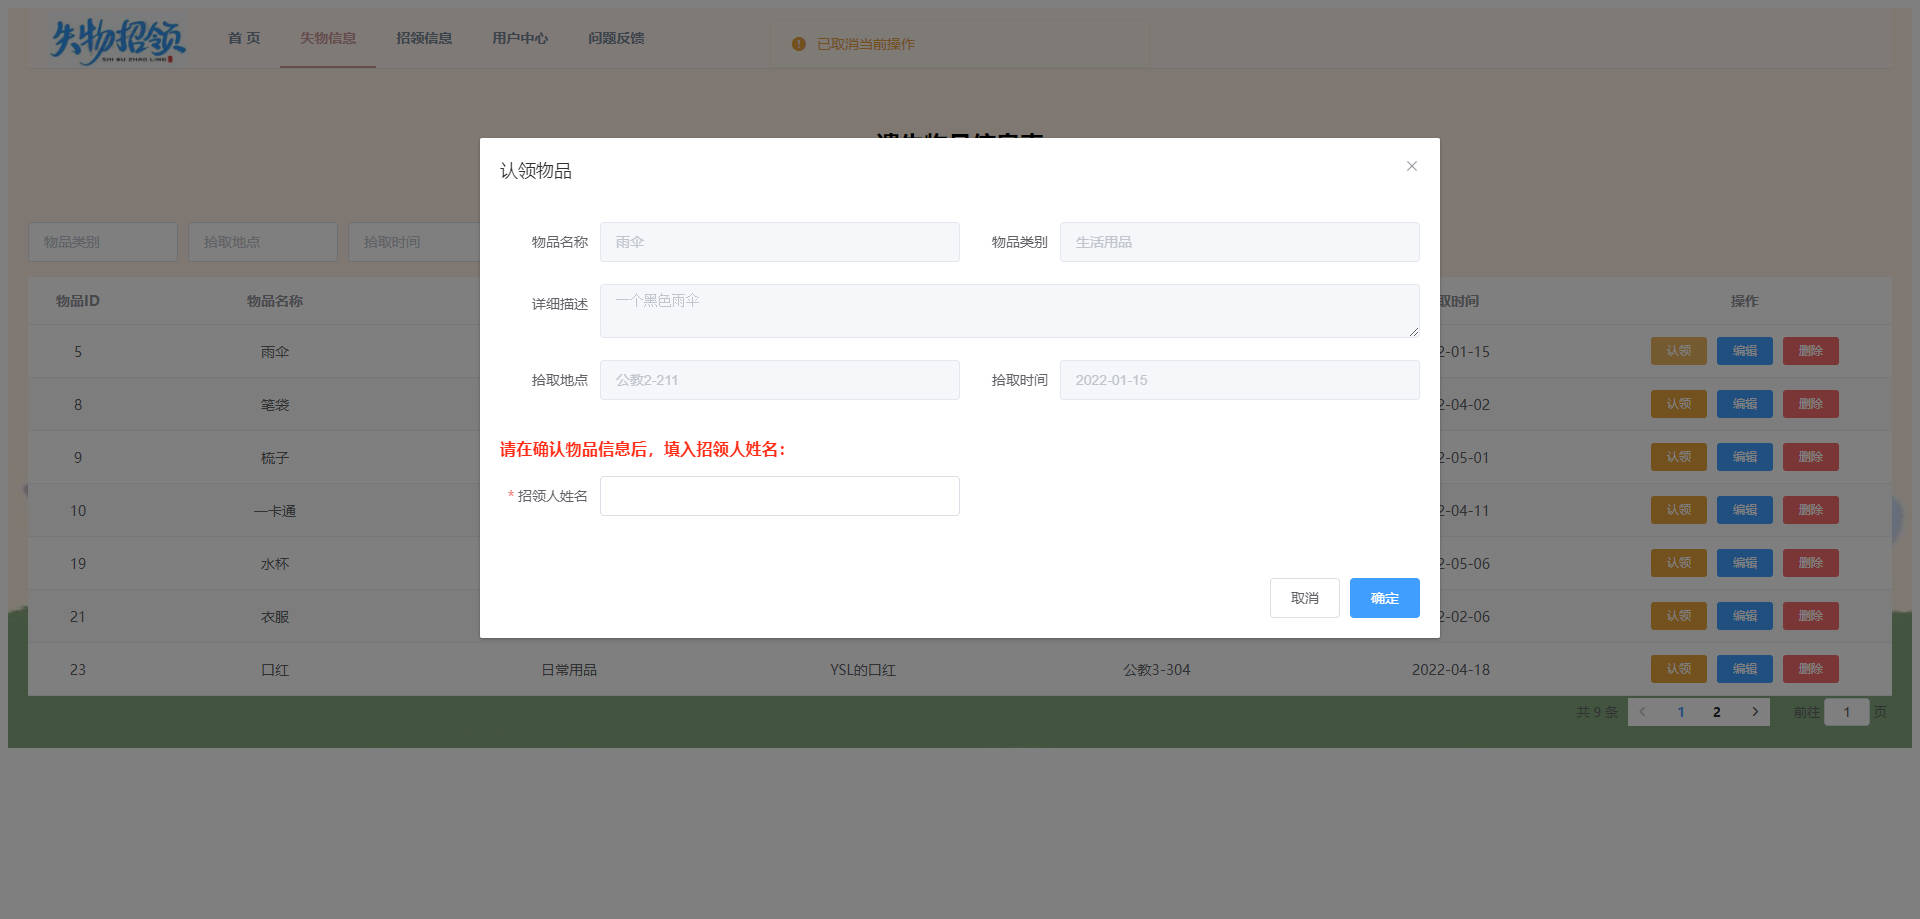 失物招领
SHI WU ZHAO LING
首 页
失物信息
招领信息
用户中心
问题反馈
已取消当前操作
认领物品
物品类别
拾取地点
拾取时间
物品名称
雨伞
物品类别
生活用品
详细描述
一个黑色雨伞
拾取地点
公教2-211
拾取时间
2022-01-15
请在确认物品信息后，填入招领人姓名：
* 招领人姓名
取消
确定
物品ID 物品名称 取时间 操作
5 雨伞 2-01-15 认领 编辑 删除
8 笔袋 2-04-02 认领 编辑 删除
9 梳子 2-05-01 认领 编辑 删除
10 一卡通 2-04-11 认领 编辑 删除
19 水杯 2-05-06 认领 编辑 删除
21 衣服 2-02-06 认领 编辑 删除
23 口红 日常用品 YSL的口红 公教3-304 2022-04-18 认领 编辑 删除
共 9 条 1 2 前往 1 页